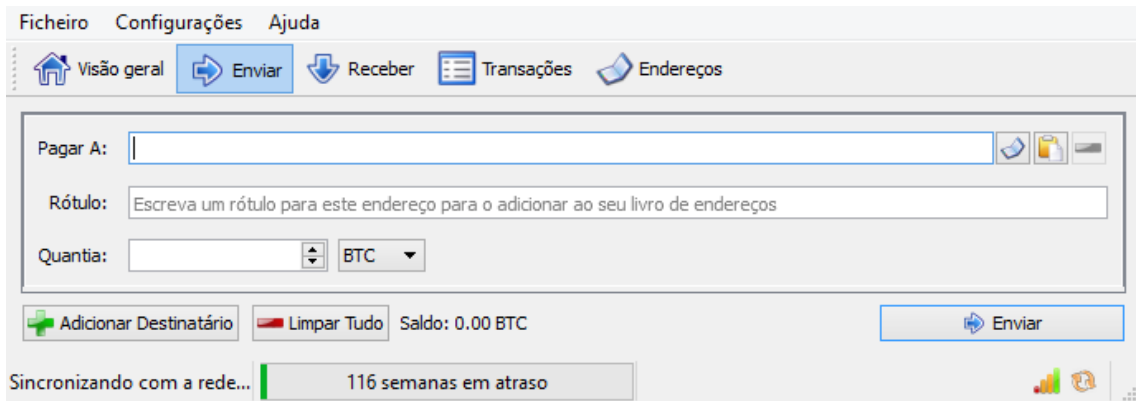 Ficheiro Configurações Ajuda
Visão geral Enviar Receber Transações Endereços
Pagar A:
Rótulo: Escreva um rótulo para este endereço para o adicionar ao seu livro de endereços
Quantia: BTC
Adicionar Destinatário Limpar Tudo Saldo: 0.00 BTC Enviar
Sincronizando com a rede... 116 semanas em atraso